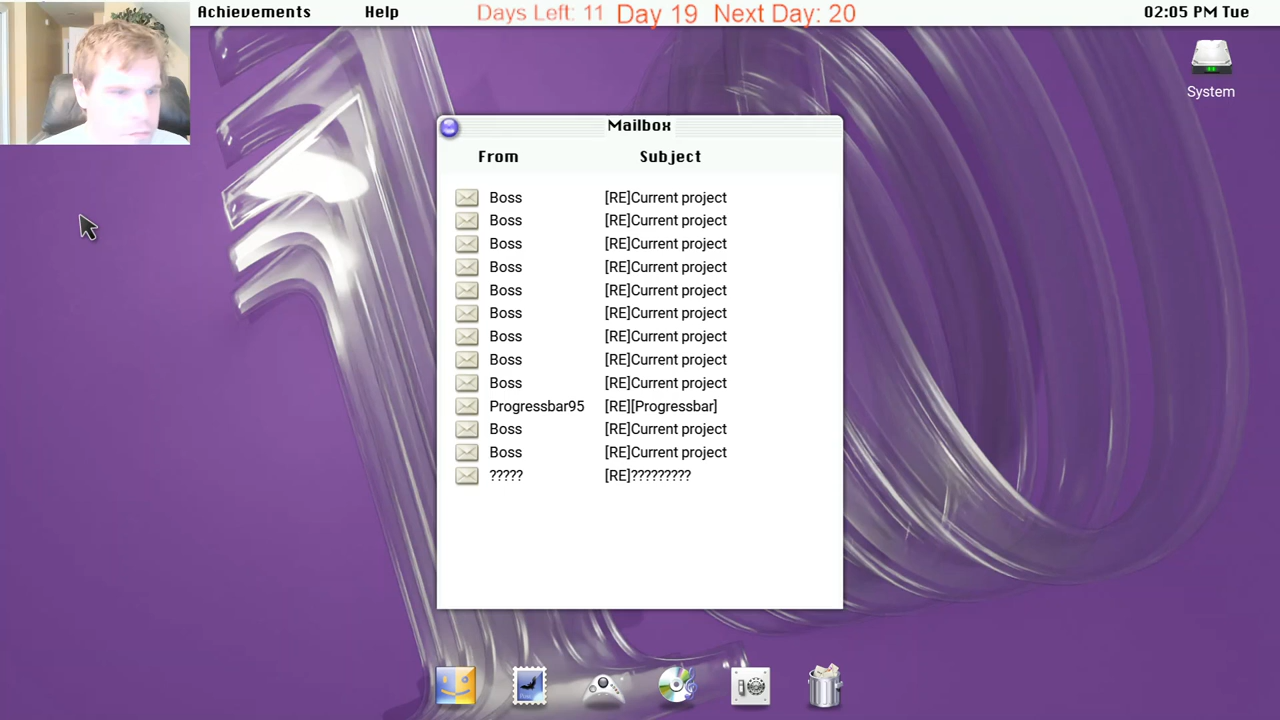 Achievements Help Days Left: 11 Day 19 Next Day: 20 02:05 PM Tue
System
Mailbox
From Subject
Boss [RE]Current project
Boss [RE]Current project
Boss [RE]Current project
Boss [RE]Current project
Boss [RE]Current project
Boss [RE]Current project
Boss [RE]Current project
Boss [RE]Current project
Boss [RE]Current project
Progressbar95 [RE][Progressbar]
Boss [RE]Current project
Boss [RE]Current project
????? [RE]?????????